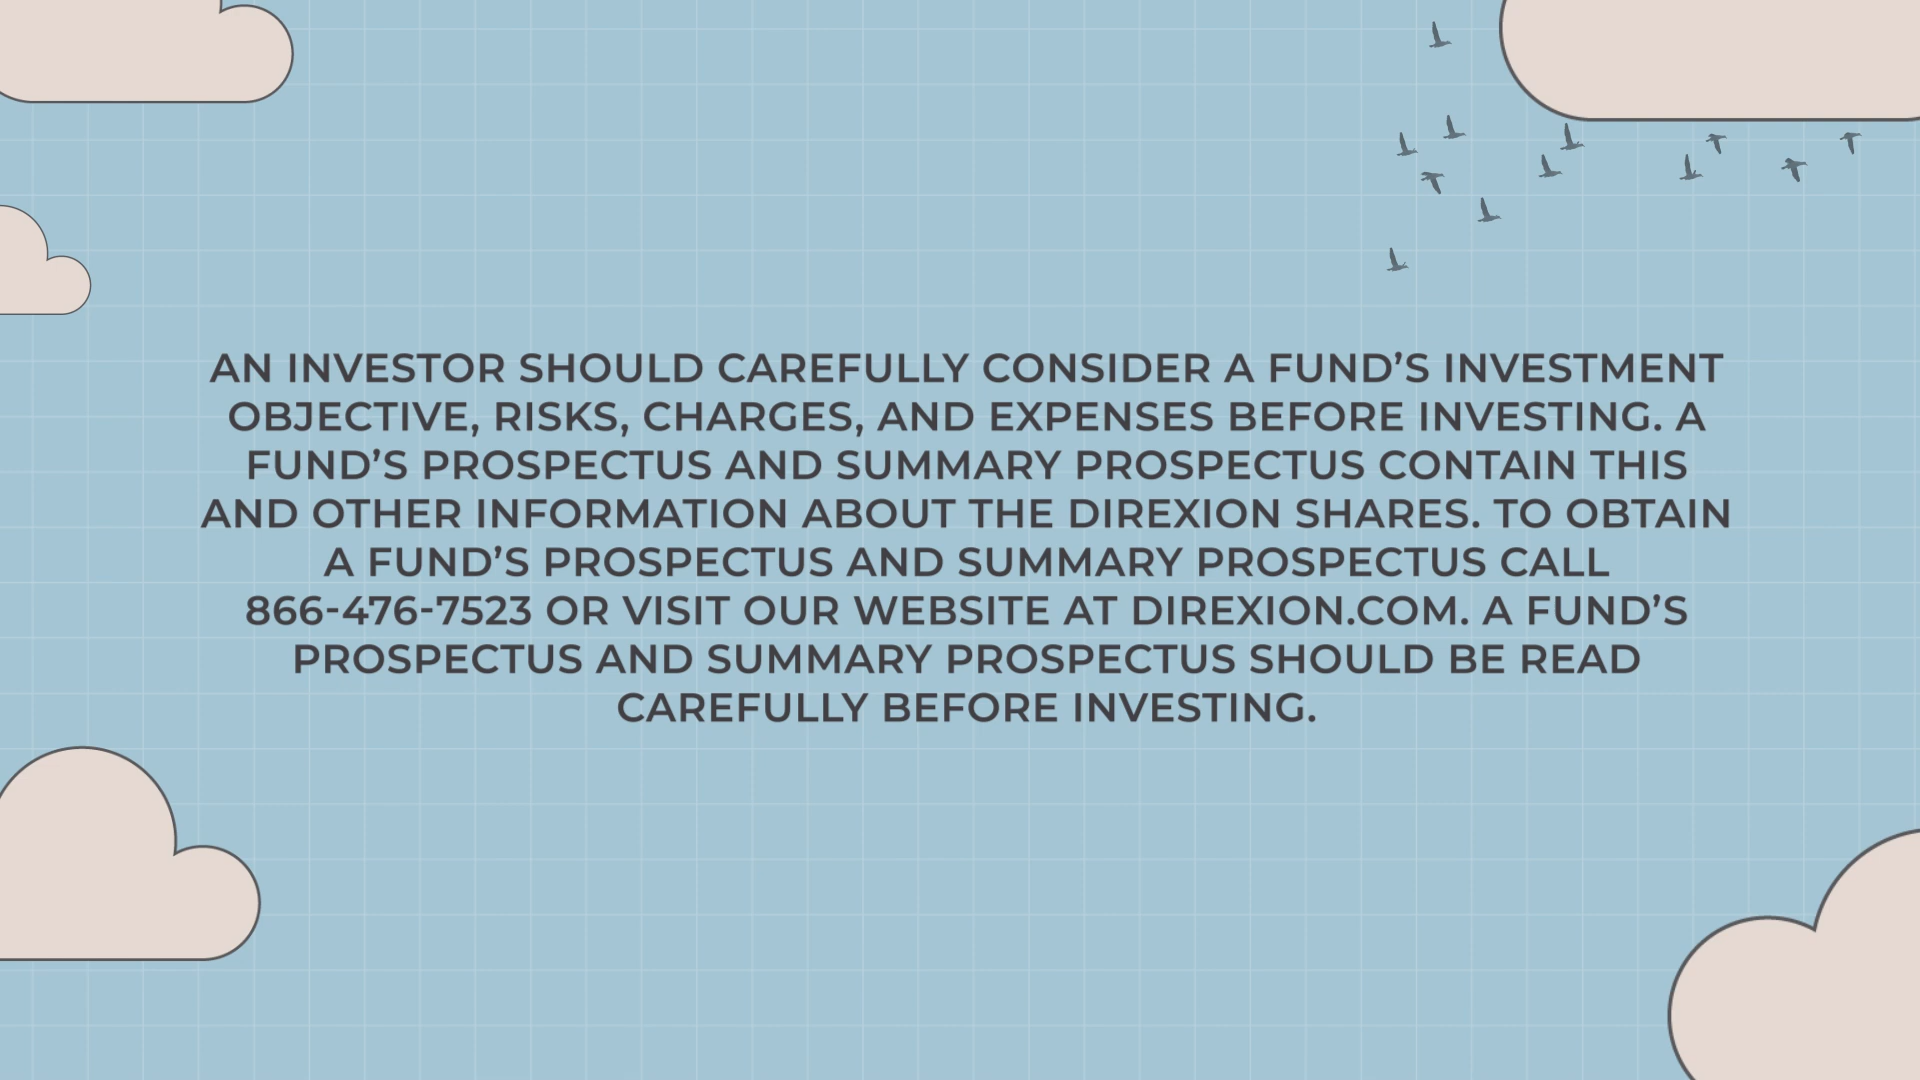 AN INVESTOR SHOULD CAREFULLY CONSIDER A FUND’S INVESTMENT
OBJECTIVE, RISKS, CHARGES, AND EXPENSES BEFORE INVESTING. A
FUND’S PROSPECTUS AND SUMMARY PROSPECTUS CONTAIN THIS
AND OTHER INFORMATION ABOUT THE DIREXION SHARES. TO OBTAIN
A FUND’S PROSPECTUS AND SUMMARY PROSPECTUS CALL
866-476-7523 OR VISIT OUR WEBSITE AT DIREXION.COM. A FUND’S
PROSPECTUS AND SUMMARY PROSPECTUS SHOULD BE READ
CAREFULLY BEFORE INVESTING.